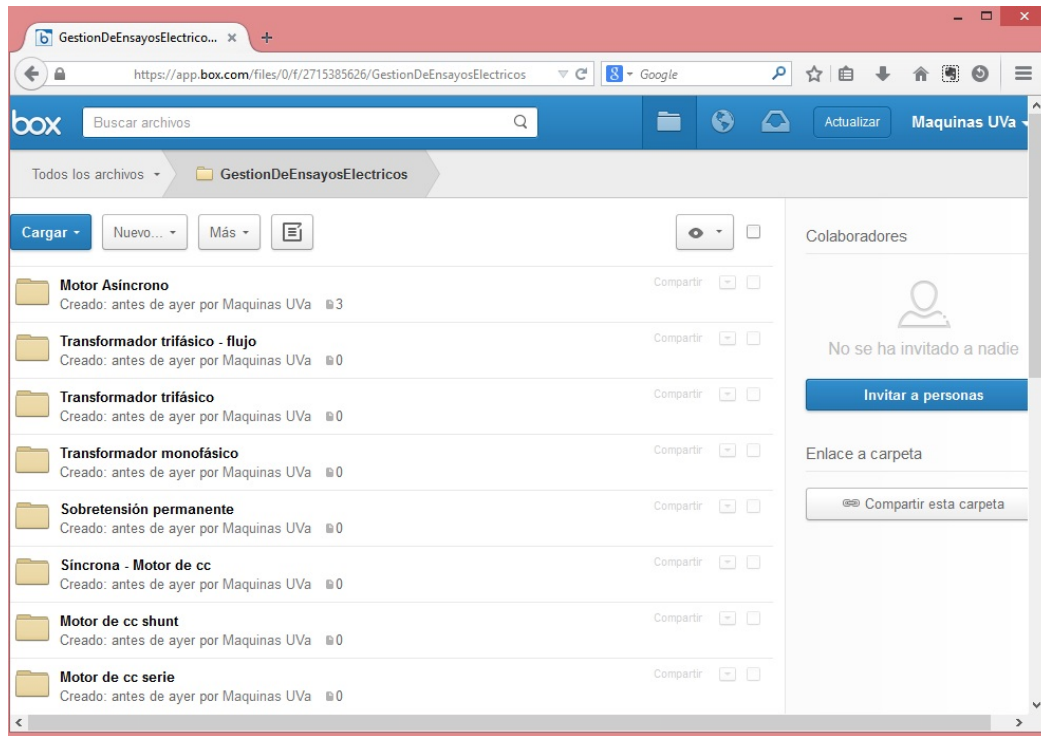 GestionDeEnsayosElectrico... ×
https://app.box.com/files/0/f/2715385626/GestionDeEnsayosElectricos
Google
box
Buscar archivos
Actualizar
Maquinas UVa
Todos los archivos
GestionDeEnsayosElectricos
Cargar
Nuevo...
Más
Colaboradores
No se ha invitado a nadie
Invitar a personas
Enlace a carpeta
Compartir esta carpeta
Motor Asíncrono
Compartir
Creado: antes de ayer por Maquinas UVa 3
Transformador trifásico - flujo
Compartir
Creado: antes de ayer por Maquinas UVa 0
Transformador trifásico
Compartir
Creado: antes de ayer por Maquinas UVa 0
Transformador monofásico
Compartir
Creado: antes de ayer por Maquinas UVa 0
Sobretensión permanente
Compartir
Creado: antes de ayer por Maquinas UVa 0
Síncrona - Motor de cc
Compartir
Creado: antes de ayer por Maquinas UVa 0
Motor de cc shunt
Compartir
Creado: antes de ayer por Maquinas UVa 0
Motor de cc serie
Compartir
Creado: antes de ayer por Maquinas UVa 0